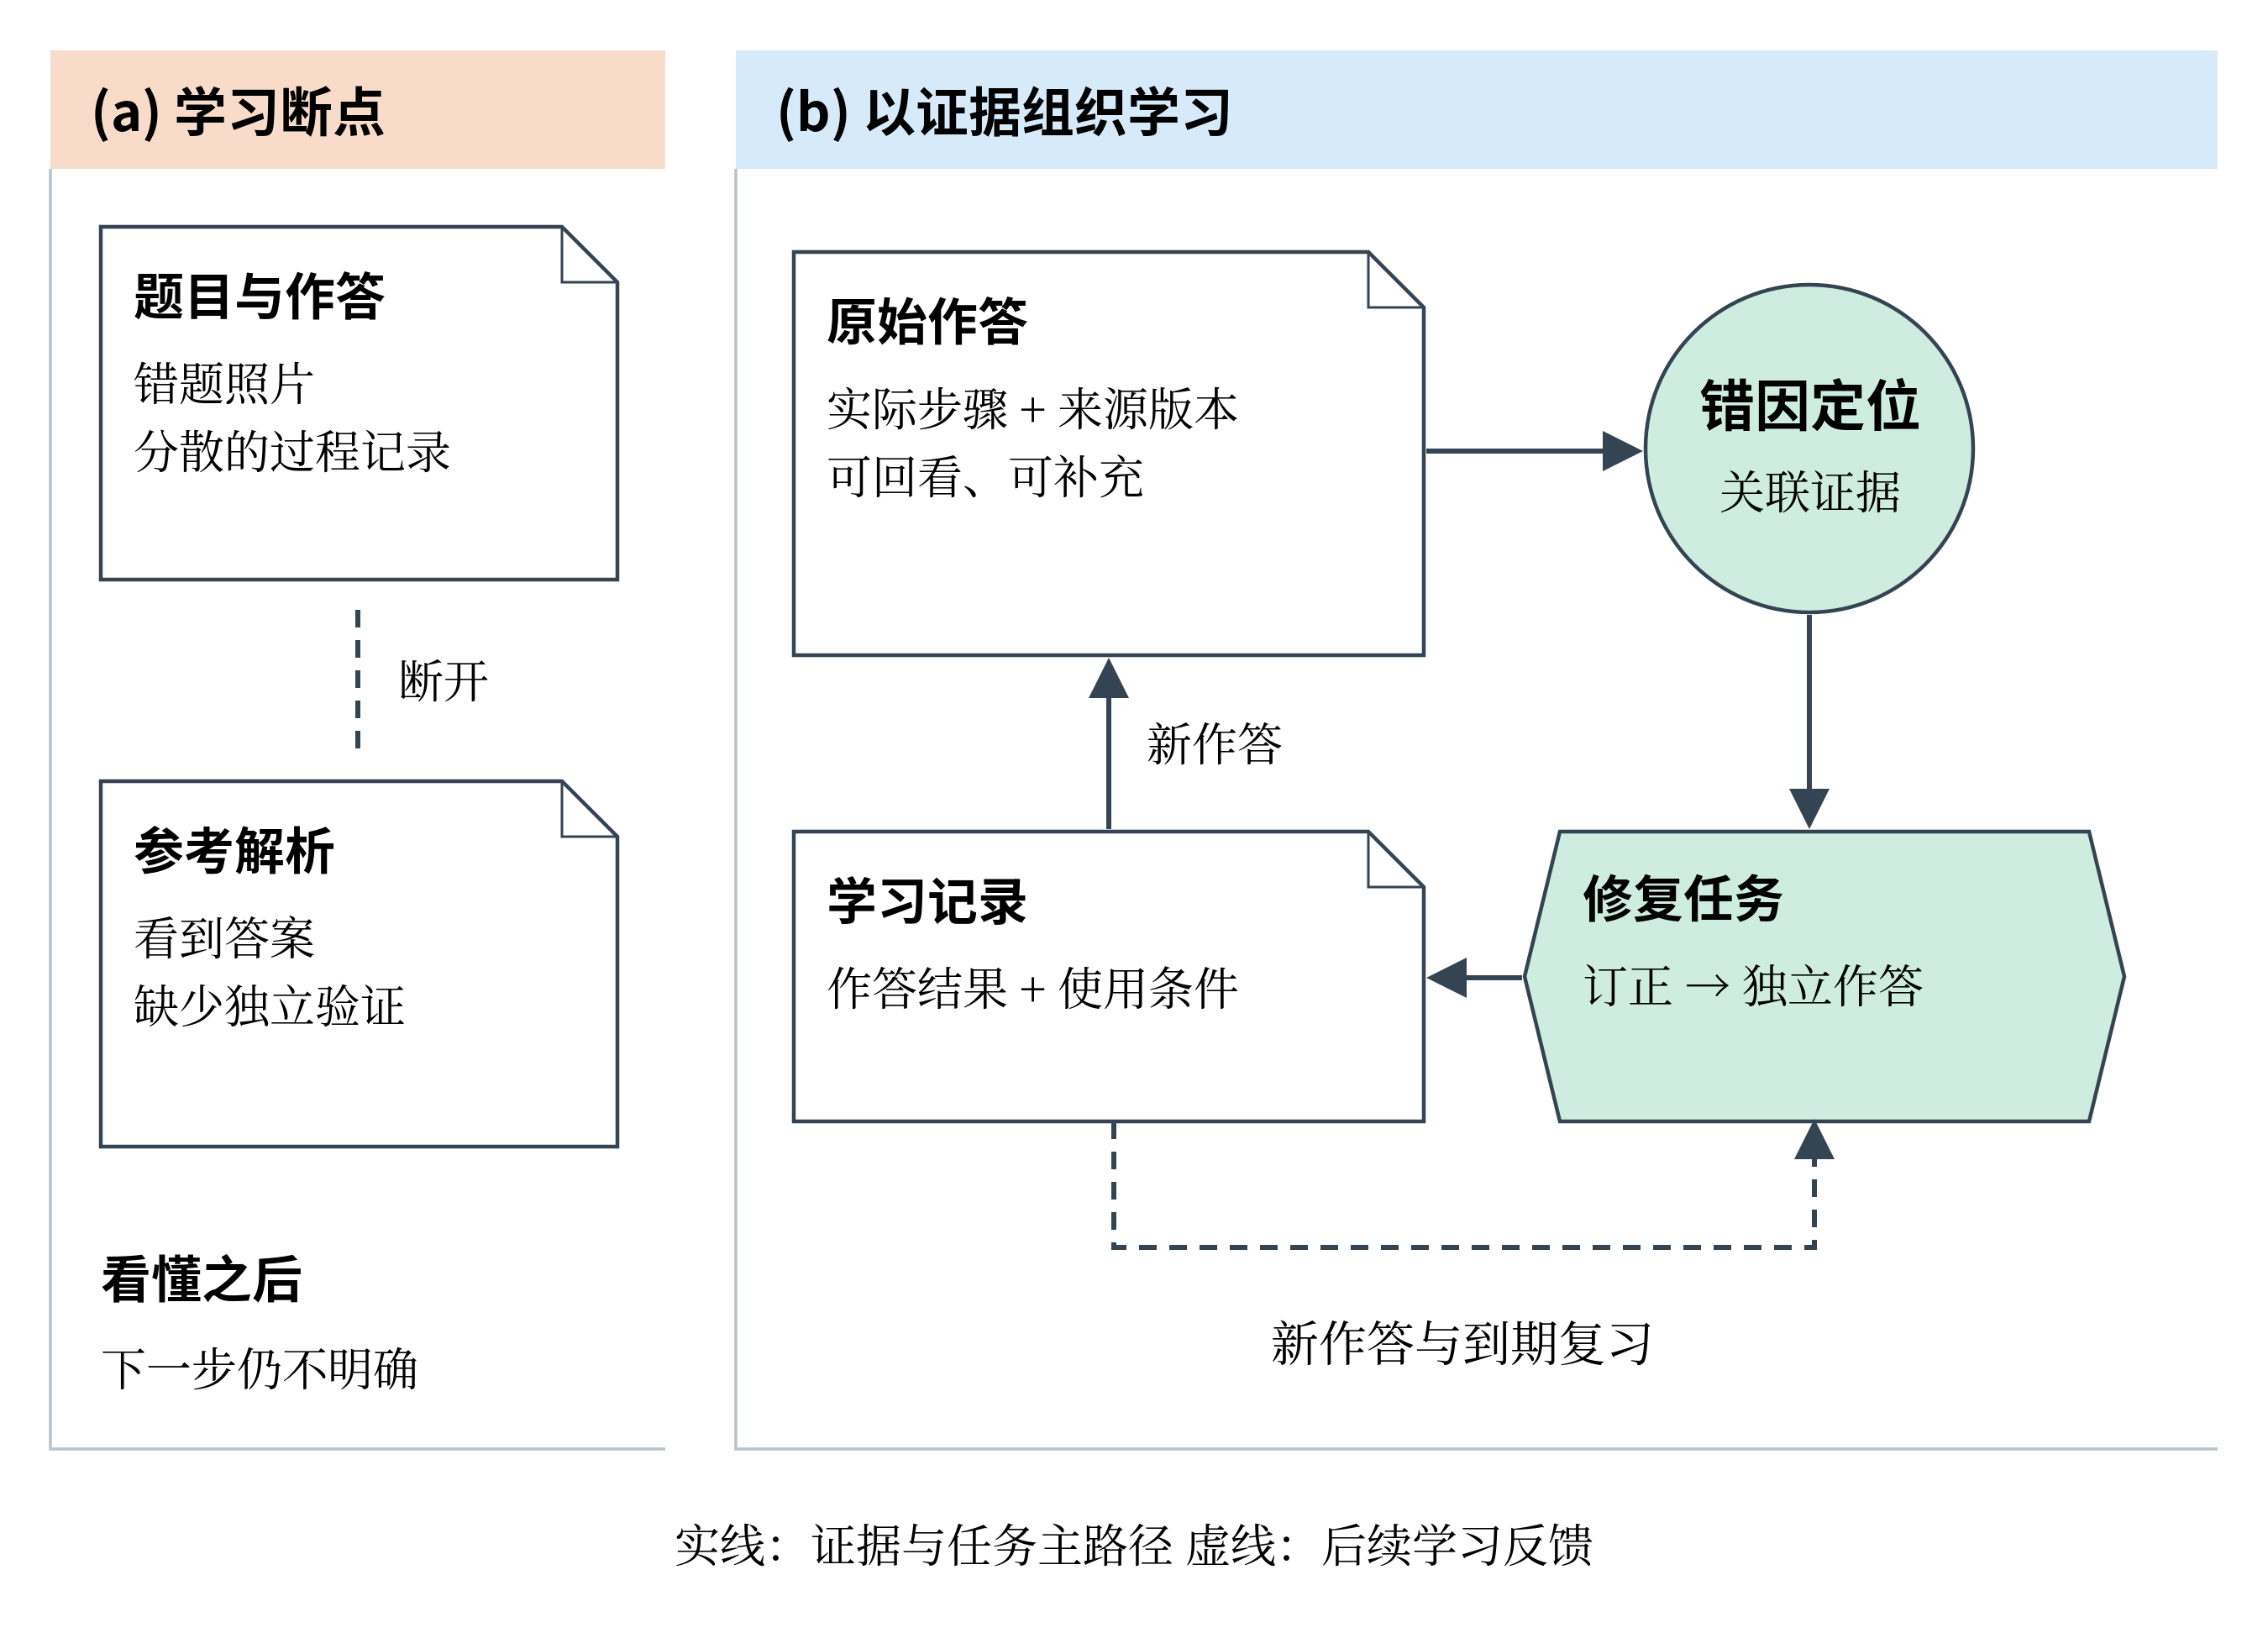 (a) 学习断点
题目与作答
错题照片
分散的过程记录
断开
参考解析
看到答案
缺少独立验证
看懂之后
下一步仍不明确
(b) 以证据组织学习
原始作答
实际步骤 + 来源版本
可回看、可补充
错因定位
关联证据
新作答
学习记录
作答结果 + 使用条件
修复任务
订正 → 独立作答
新作答与到期复习
实线：证据与任务主路径 虚线：后续学习反馈